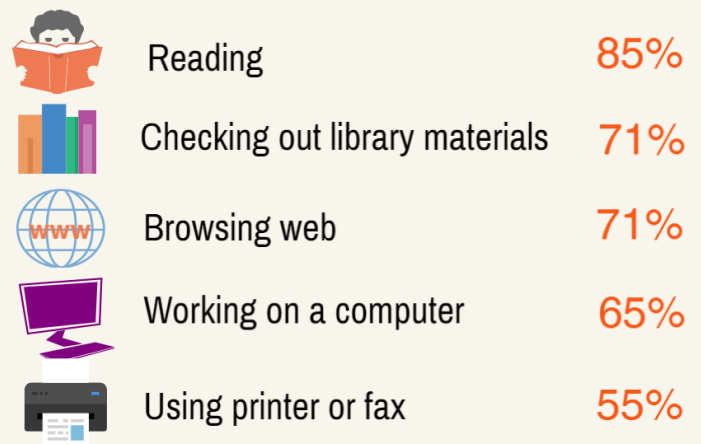 Reading 85%
Checking out library materials 71%
www
Browsing web 71%
Working on a computer 65%
Using printer or fax 55%